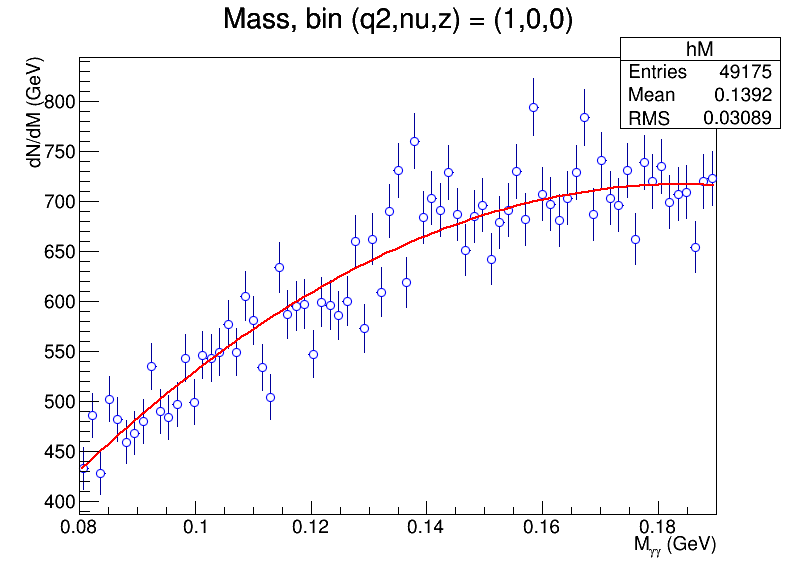 Mass, bin (q2,nu,z) = (1,0,0)
hM
Entries 49175
Mean 0.1392
RMS 0.03089
dN/dM (GeV)
800
750
700
650
600
550
500
450
400
0.08 0.1 0.12 0.14 0.16 0.18
Mγγ (GeV)